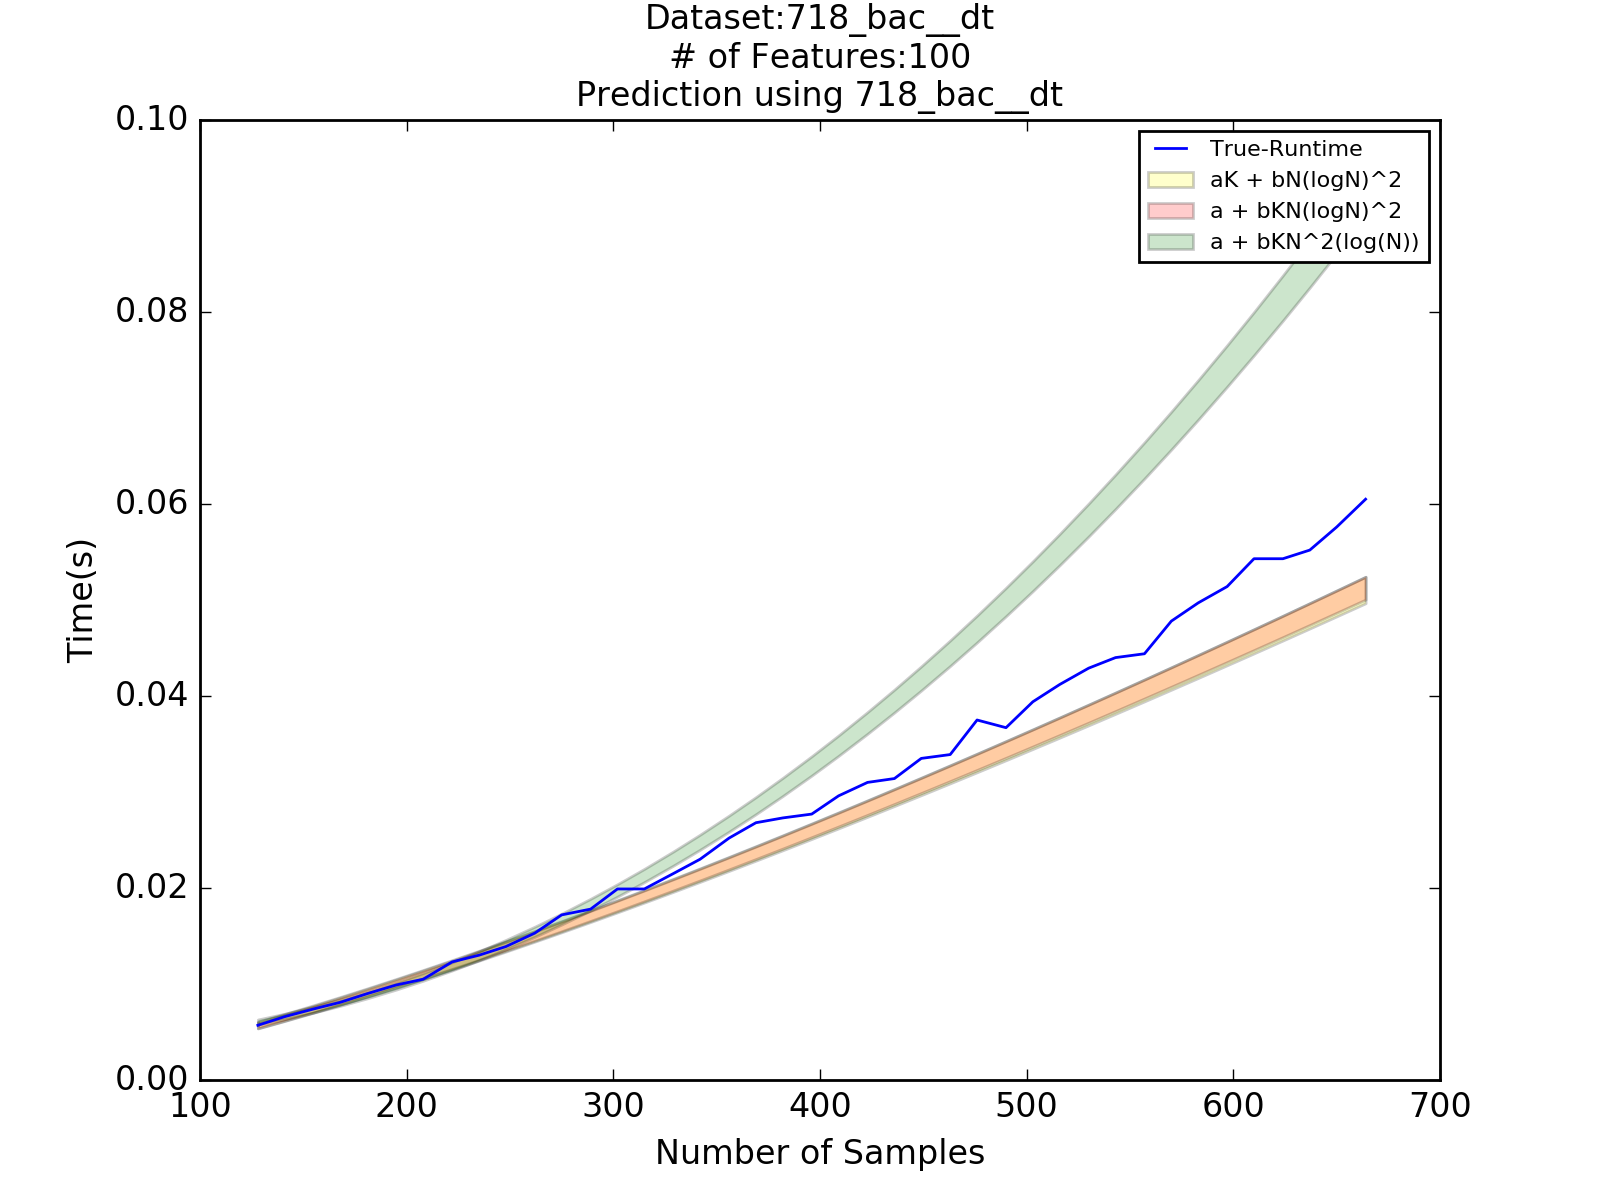 Dataset:718_bac__dt
# of Features:100
Prediction using 718_bac__dt
0.10
0.08
0.06
0.04
0.02
0.00
Time(s)
True-Runtime
aK + bN(logN)^2
a + bKN(logN)^2
a + bKN^2(log(N))
100 200 300 400 500 600 700
Number of Samples